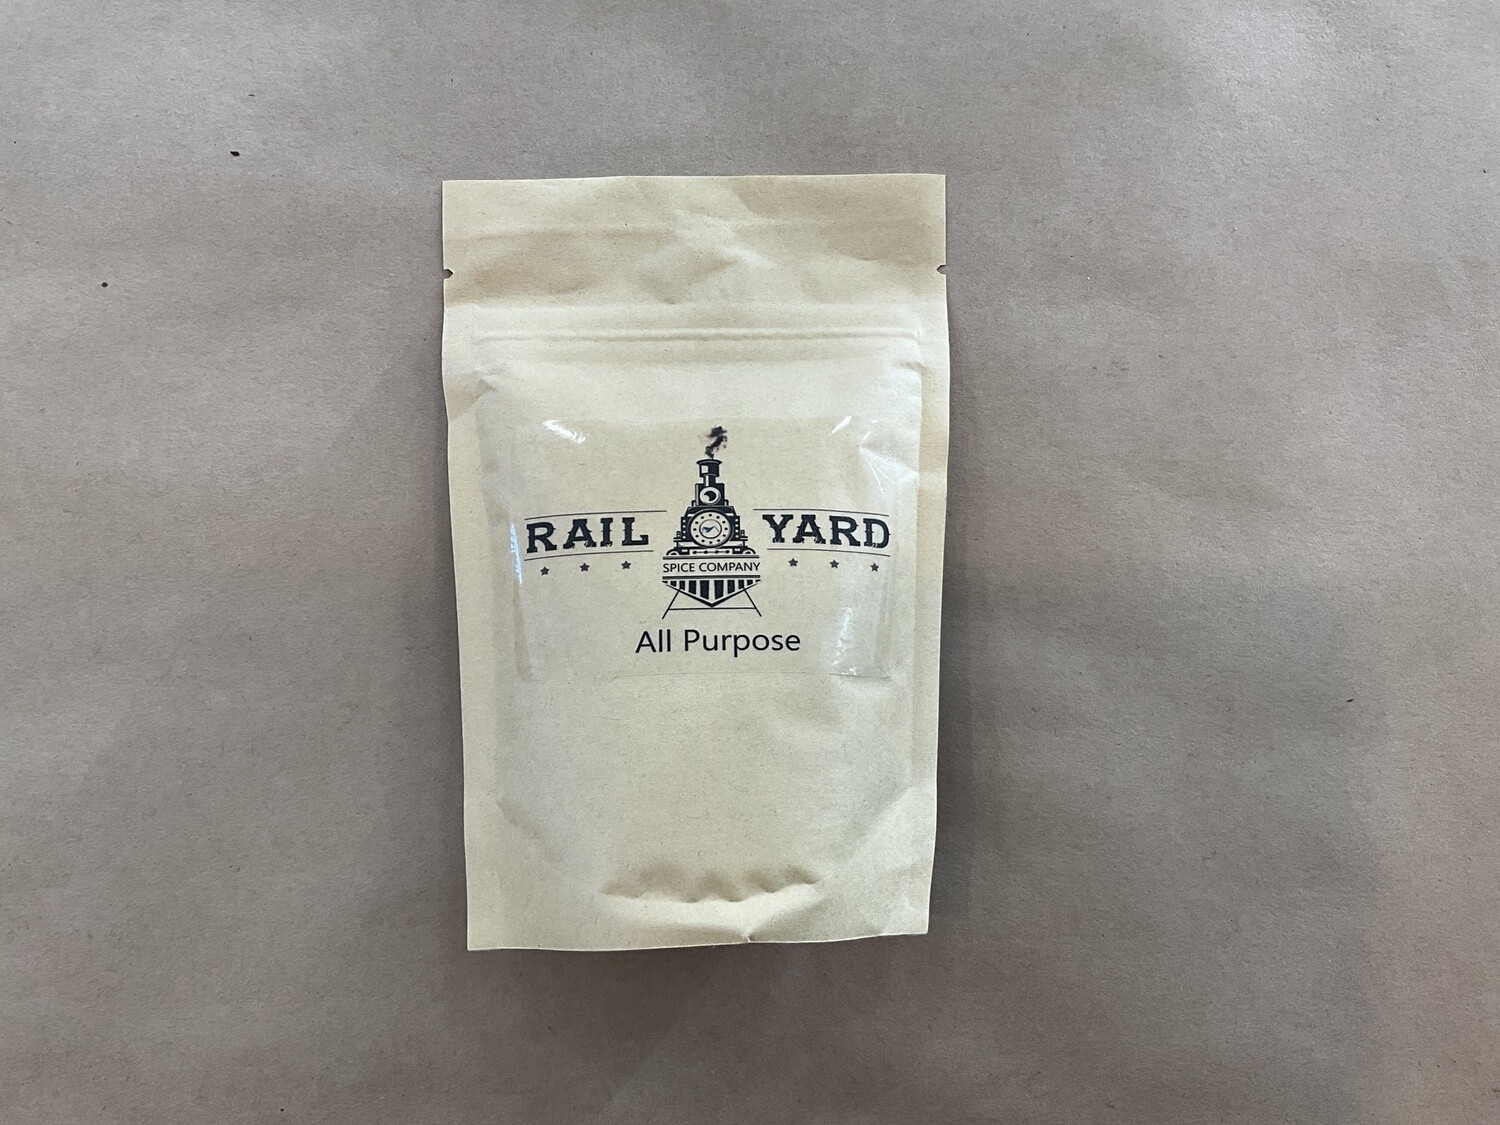 RAIL YARD
SPICE COMPANY
All Purpose